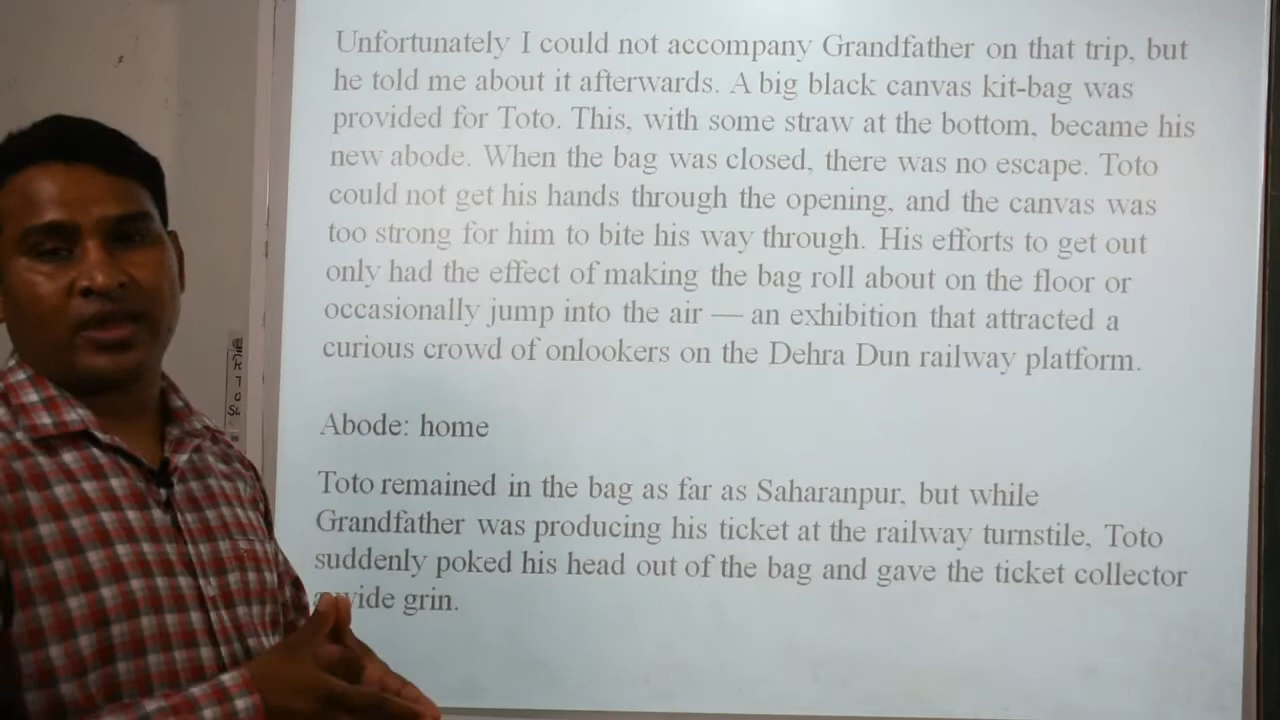 Unfortunately I could not accompany Grandfather on that trip, but
he told me about it afterwards. A big black canvas kit-bag was
provided for Toto. This, with some straw at the bottom, became his
new abode. When the bag was closed, there was no escape. Toto
could not get his hands through the opening, and the canvas was
too strong for him to bite his way through. His efforts to get out
only had the effect of making the bag roll about on the floor or
occasionally jump into the air — an exhibition that attracted a
curious crowd of onlookers on the Dehra Dun railway platform.
Abode: home
Toto remained in the bag as far as Saharanpur, but while
Grandfather was producing his ticket at the railway turnstile, Toto
suddenly poked his head out of the bag and gave the ticket collector
a wide grin.